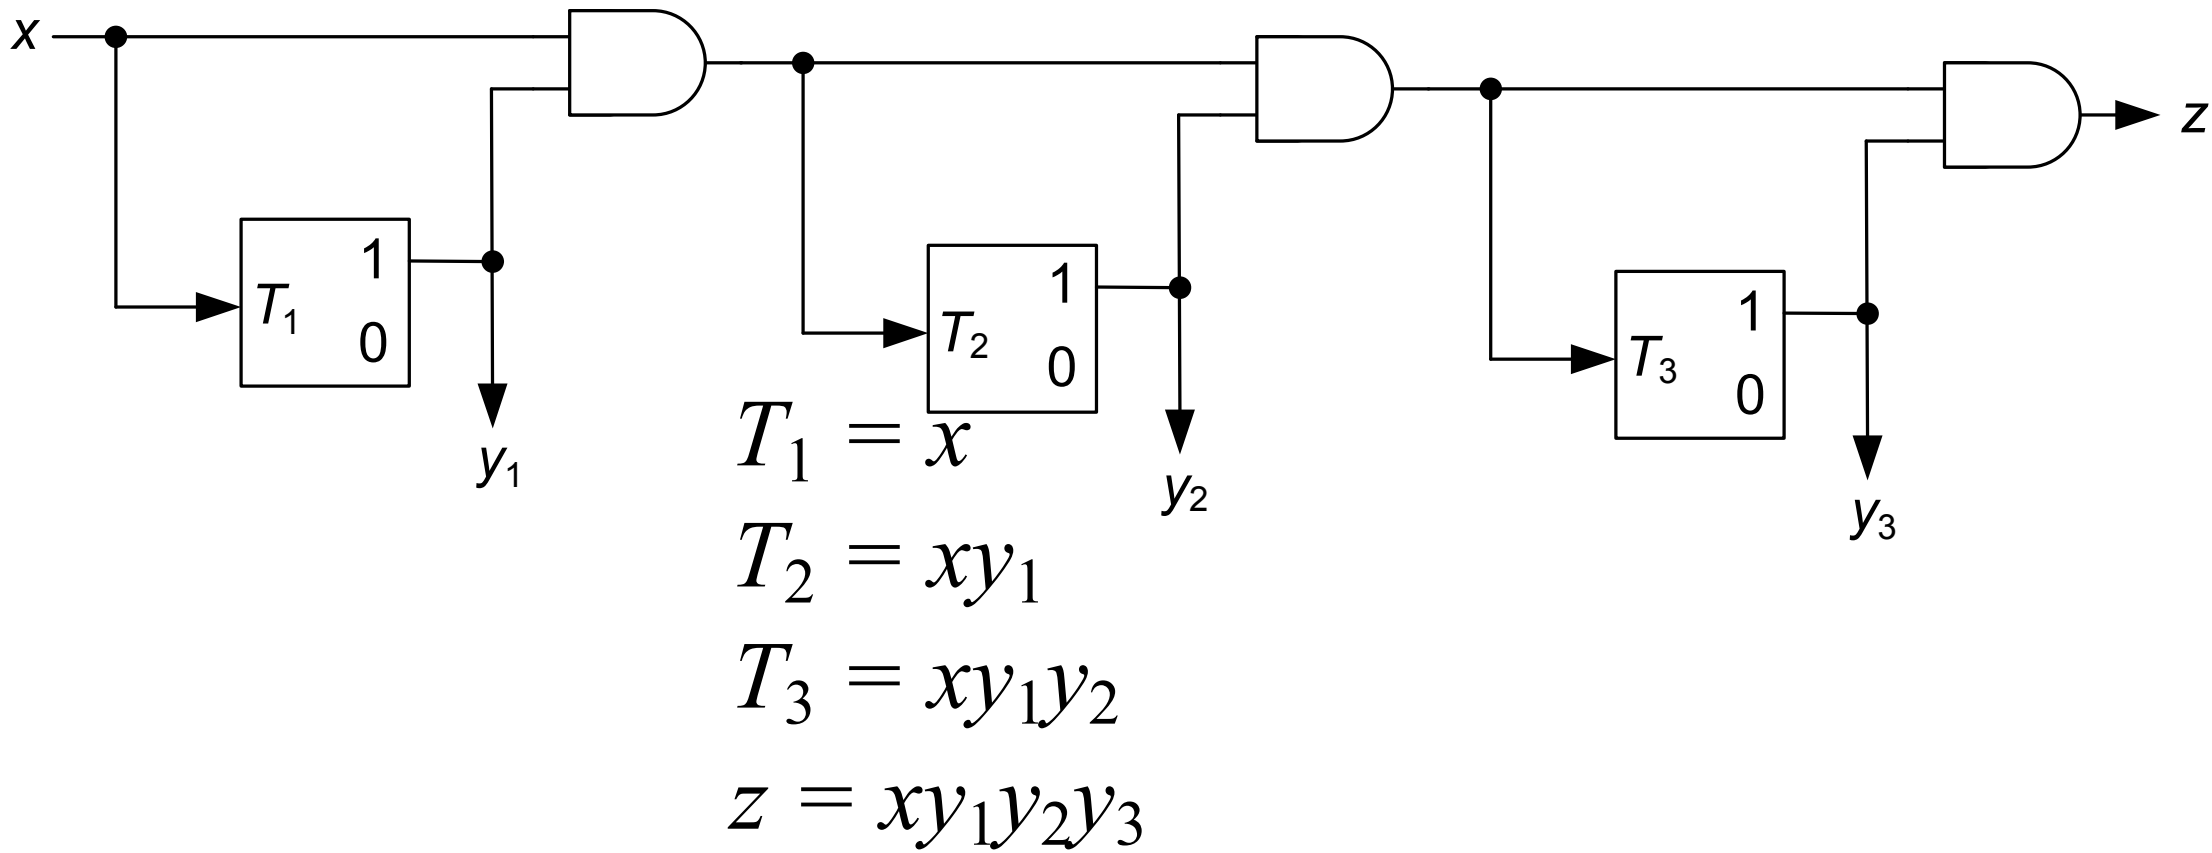 x
z
T₁ 1
0
y₁
T₂ 1
0
y₂
T₃ 1
0
y₃
T₁ = x
T₂ = xy₁
T₃ = xy₁y₂
z = xy₁y₂y₃